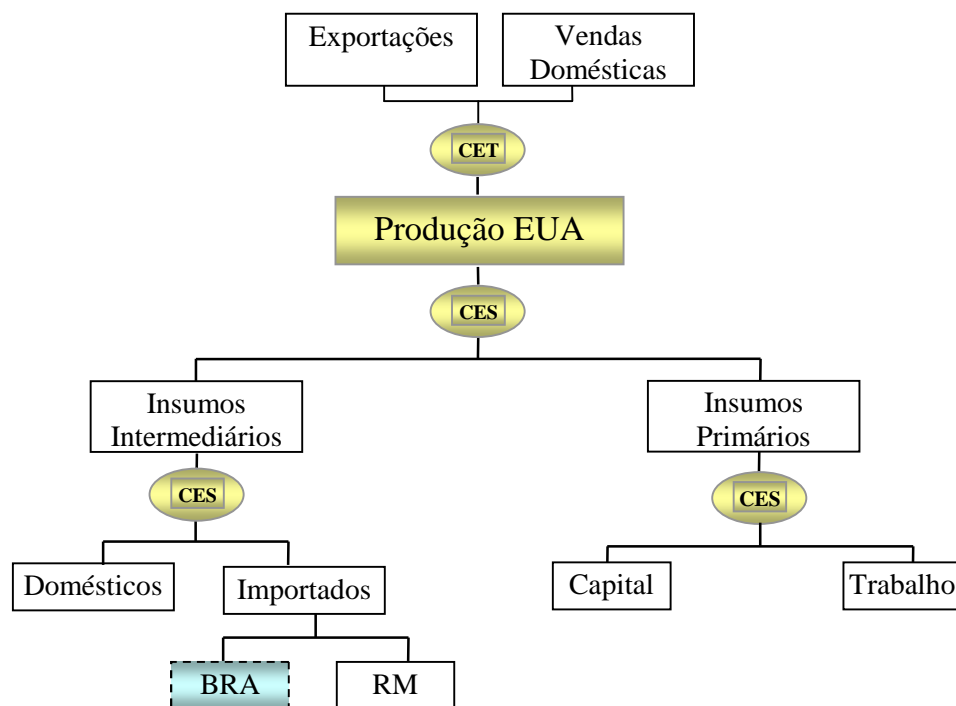 Exportações
Vendas
Domésticas
CET
Produção EUA
CES
Insumos
Intermediários
Insumos
Primários
CES
CES
Domésticos
Importados
Capital
Trabalho
BRA
RM